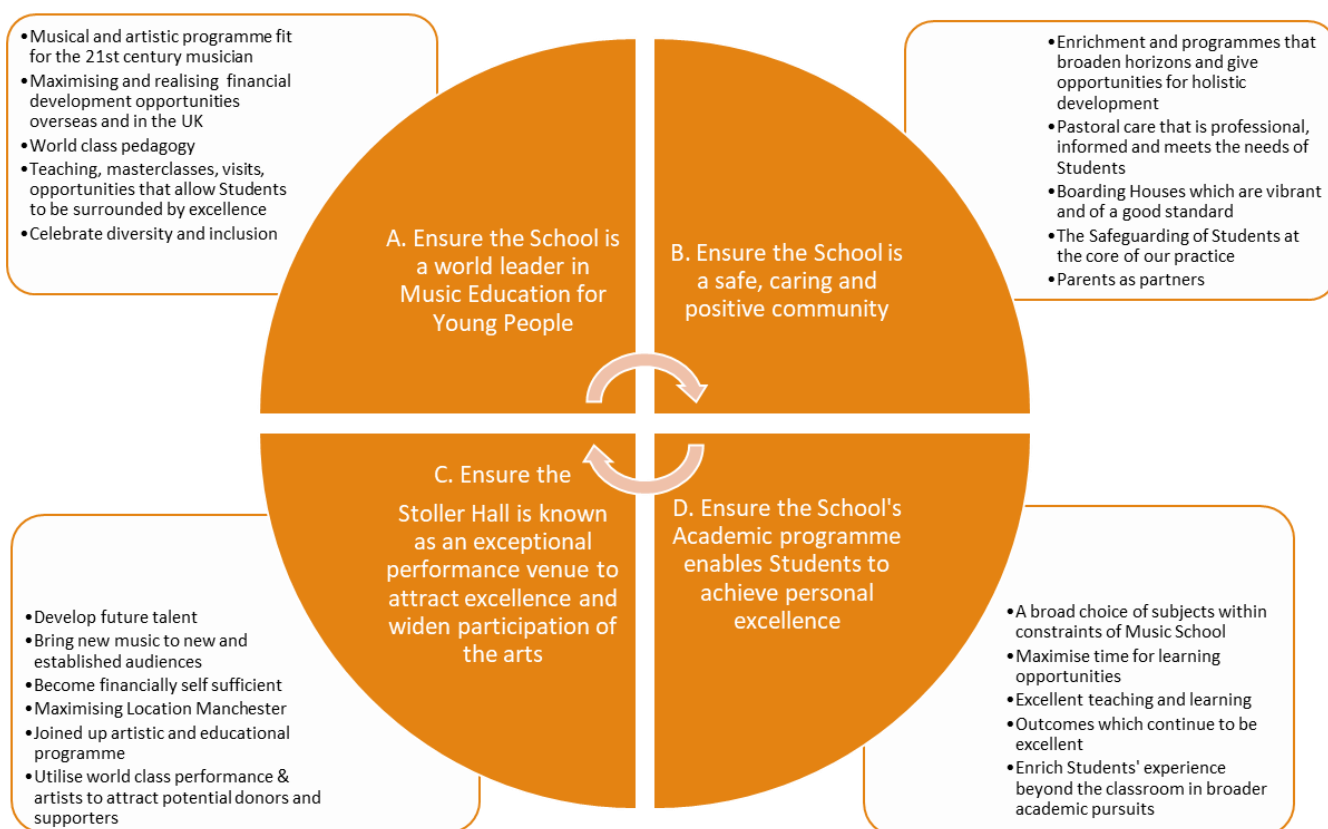 •Musical and artistic programme fit
for the 21st century musician
•Maximising and realising financial
development opportunities
overseas and in the UK
•World class pedagogy
•Teaching, masterclasses, visits,
opportunities that allow Students
to be surrounded by excellence
•Celebrate diversity and inclusion
A. Ensure the School is
a world leader in
Music Education for
Young People
•Enrichment and programmes that
broaden horizons and give
opportunities for holistic
development
•Pastoral care that is professional,
informed and meets the needs of
Students
•Boarding Houses which are vibrant
and of a good standard
•The Safeguarding of Students at
the core of our practice
•Parents as partners
B. Ensure the School is
a safe, caring and
positive community
C. Ensure the
Stoller Hall is known
as an exceptional
performance venue to
attract excellence and
widen participation of
the arts
•Develop future talent
•Bring new music to new and
established audiences
•Become financially self sufficient
•Maximising Location Manchester
•Joined up artistic and educational
programme
•Utilise world class performance &
artists to attract potential donors and
supporters
D. Ensure the School's
Academic programme
enables Students to
achieve personal
excellence
•A broad choice of subjects within
constraints of Music School
•Maximise time for learning
opportunities
•Excellent teaching and learning
•Outcomes which continue to be
excellent
•Enrich Students' experience
beyond the classroom in broader
academic pursuits